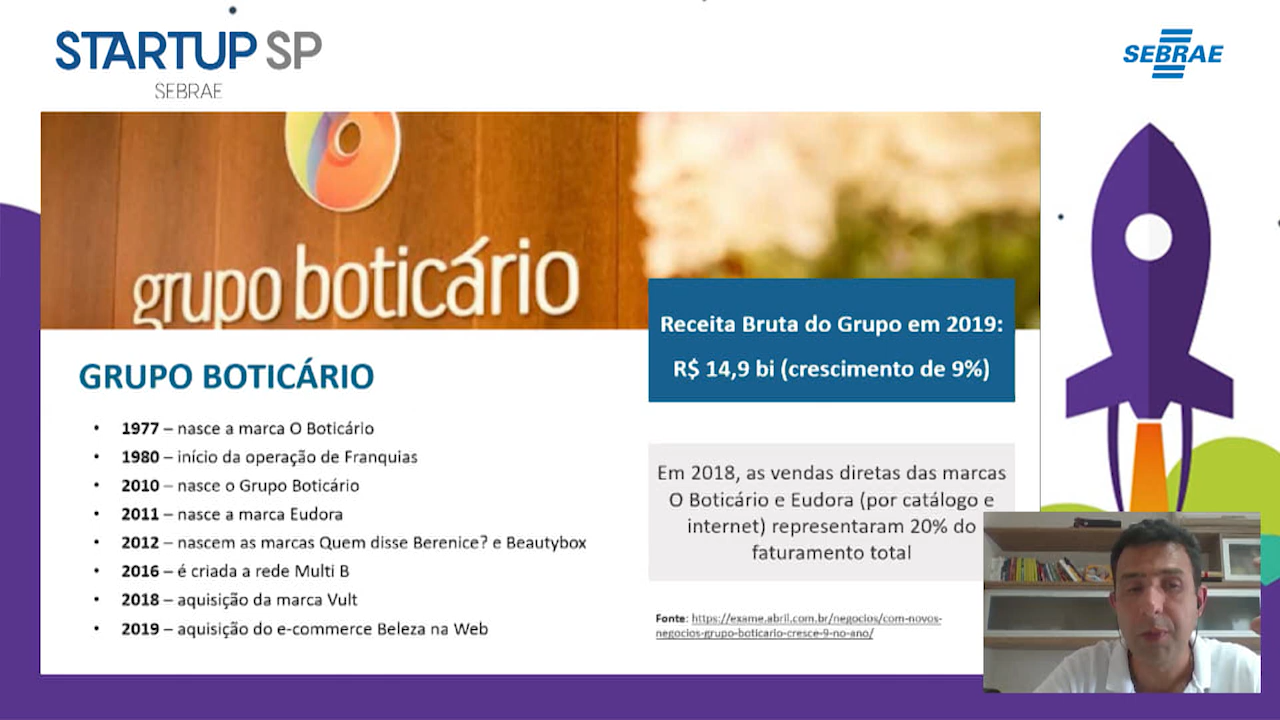 STARTUP SP
SEBRAE
SEBRAE
grupo boticário
Receita Bruta do Grupo em 2019:
R$ 14,9 bi (crescimento de 9%)
GRUPO BOTICÁRIO
• 1977 – nasce a marca O Boticário
• 1980 – início da operação de Franquias
• 2010 – nasce o Grupo Boticário
• 2011 – nasce a marca Eudora
• 2012 – nascem as marcas Quem disse Berenice? e Beautybox
• 2016 – é criada a rede Multi B
• 2018 – aquisição da marca Vult
• 2019 – aquisição do e-commerce Beleza na Web
Em 2018, as vendas diretas das marcas
O Boticário e Eudora (por catálogo e
internet) representaram 20% do
faturamento total
Fonte: https://exame.abril.com.br/negocios/com-novos-
negocios-grupo-boticario-cresce-9-no-ano/